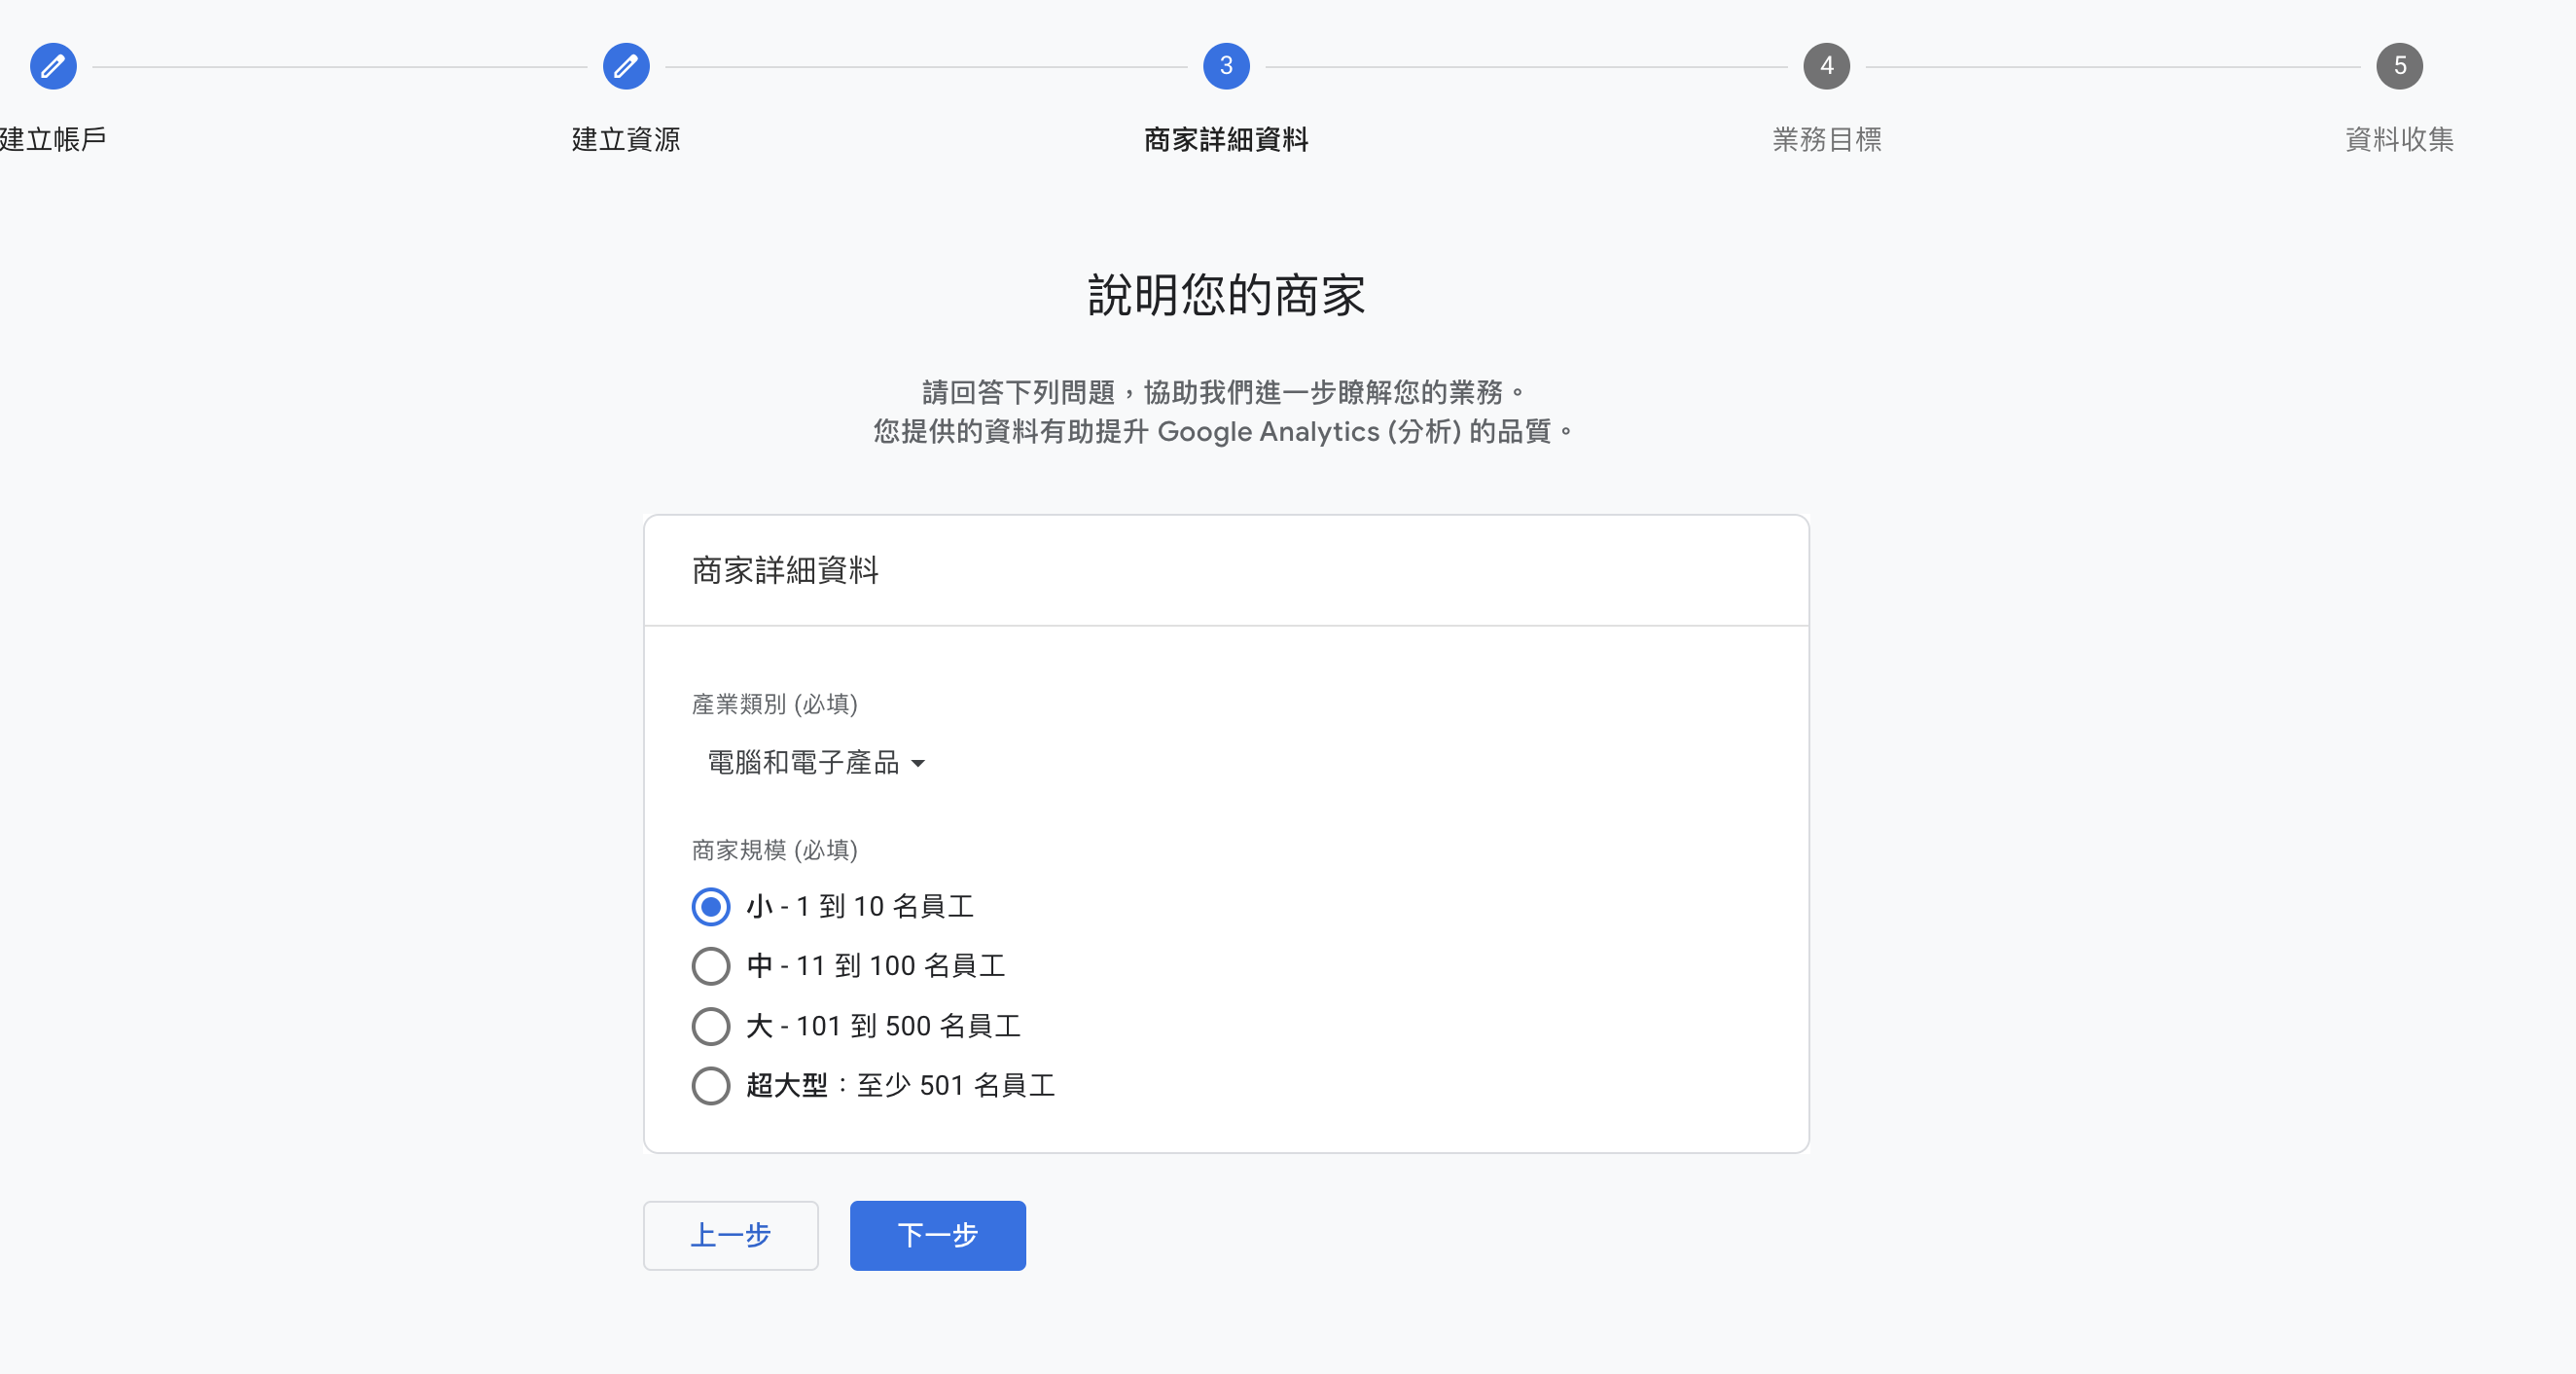 3
4
5
建立帳戶
建立資源
商家詳細資料
業務目標
資料收集
說明您的商家
請回答下列問題，協助我們進一步瞭解您的業務。
您提供的資料有助提升 Google Analytics (分析) 的品質。
商家詳細資料
產業類別 (必填)
電腦和電子產品
商家規模 (必填)
小 - 1 到 10 名員工
中 - 11 到 100 名員工
大 - 101 到 500 名員工
超大型：至少 501 名員工
上一步
下一步